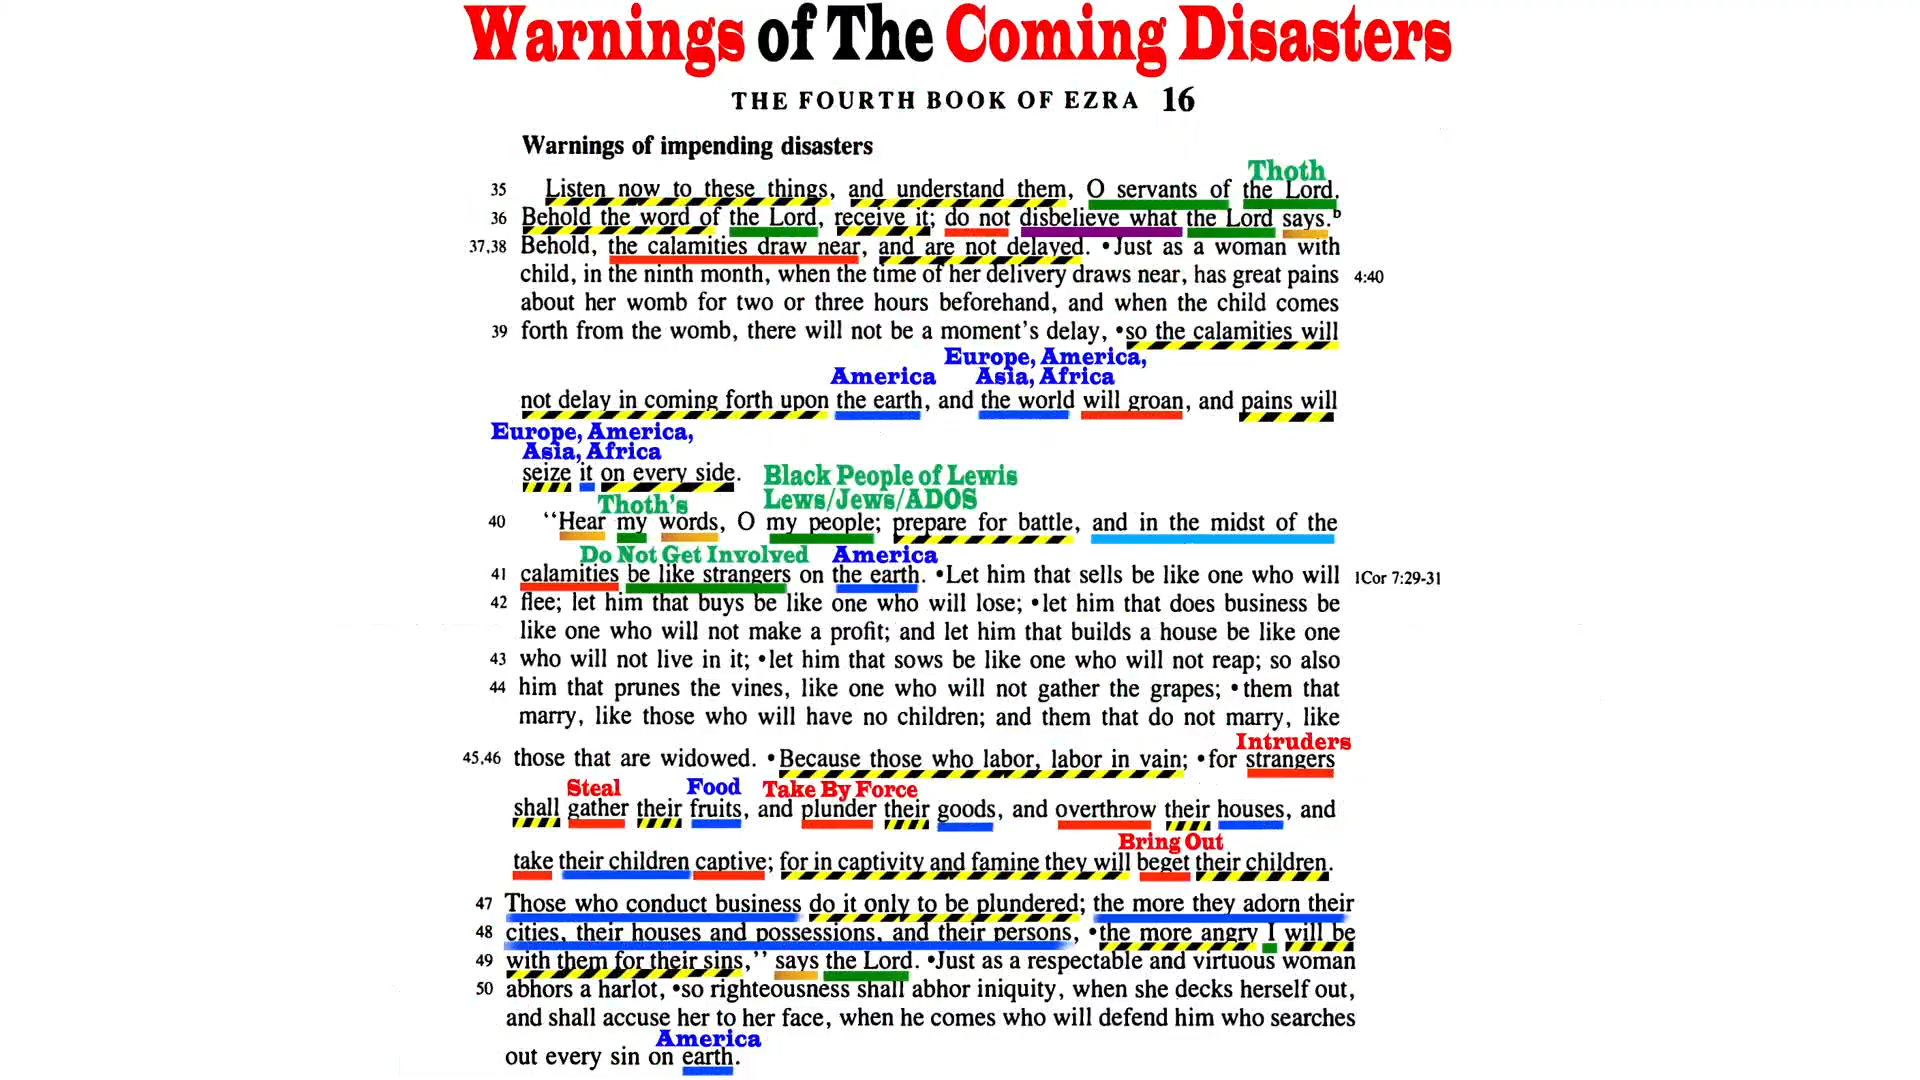 Warnings of The Coming Disasters
THE FOURTH BOOK OF EZRA 16
Warnings of impending disasters
Thoth
35 Listen now to these things, and understand them, O servants of the Lord.
36 Behold the word of the Lord, receive it; do not disbelieve what the Lord says.b
37,38 Behold, the calamities draw near, and are not delayed. •Just as a woman with
child, in the ninth month, when the time of her delivery draws near, has great pains 4:40
about her womb for two or three hours beforehand, and when the child comes
39 forth from the womb, there will not be a moment's delay, •so the calamities will
Europe, America,
America Asia, Africa
not delay in coming forth upon the earth, and the world will groan, and pains will
Europe, America,
Asia, Africa
seize it on every side. Black People of Lewis
Thoth's Lews/Jews/ADOS
40 "Hear my words, O my people; prepare for battle, and in the midst of the
Do Not Get Involved America
41 calamities be like strangers on the earth. •Let him that sells be like one who will 1Cor 7:29-31
42 flee; let him that buys be like one who will lose; •let him that does business be
like one who will not make a profit; and let him that builds a house be like one
43 who will not live in it; •let him that sows be like one who will not reap; so also
44 him that prunes the vines, like one who will not gather the grapes; •them that
marry, like those who will have no children; and them that do not marry, like
Intruders
45,46 those that are widowed. •Because those who labor, labor in vain; •for strangers
Steal Food Take By Force
shall gather their fruits, and plunder their goods, and overthrow their houses, and
Bring Out
take their children captive; for in captivity and famine they will beget their children.
47 Those who conduct business do it only to be plundered; the more they adorn their
48 cities, their houses and possessions, and their persons, •the more angry I will be
49 with them for their sins," says the Lord. •Just as a respectable and virtuous woman
50 abhors a harlot, •so righteousness shall abhor iniquity, when she decks herself out,
and shall accuse her to her face, when he comes who will defend him who searches
America
out every sin on earth.